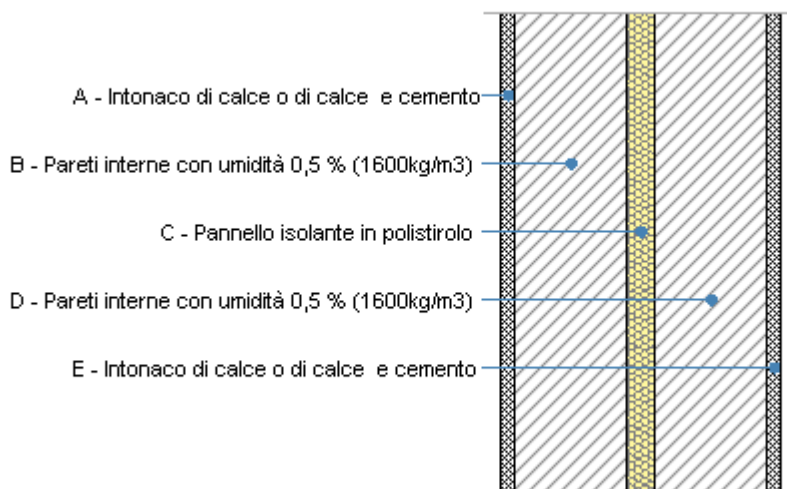 A - Intonaco di calce o di calce  e cemento
B - Pareti interne con umidità 0,5 % (1600kg/m3)
C - Pannello isolante in polistirolo
D - Pareti interne con umidità 0,5 % (1600kg/m3)
E - Intonaco di calce o di calce  e cemento